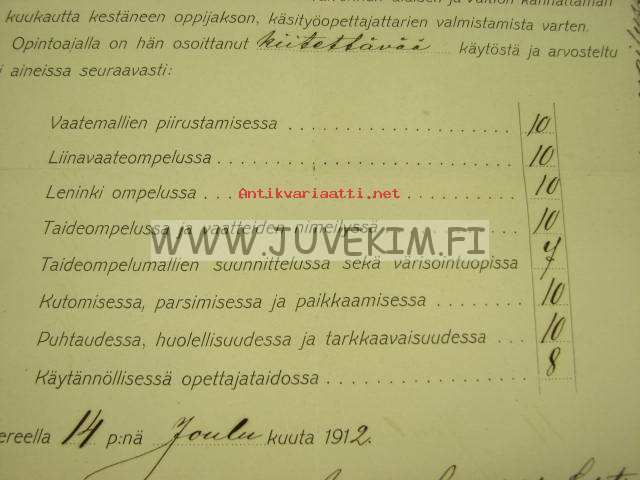 kuukautta kestäneen oppijakson, käsityöopettajattarien valmistamista varten.
Opintoajalla on hän osoittanut kiitettävää käytöstä ja arvosteltu
aineissa seuraavasti:
Vaatemallien piirustamisessa 10
Liinavaateompelussa 10
Leninki ompelussa 10
Antikvariaatti.net
Taideompelussa ja vaatteiden nimeilyssä 10
WWW.JUVEKIM.FI
Taideompelumallien suunnittelussa sekä värisointuopissa 7
Kutomisessa, parsimisessa ja paikkaamisessa 10
Puhtaudessa, huolellisuudessa ja tarkkaavaisuudessa 10
Käytännöllisessä opettajataidossa 8
ereella 14 p:nä Joulu kuuta 1912.